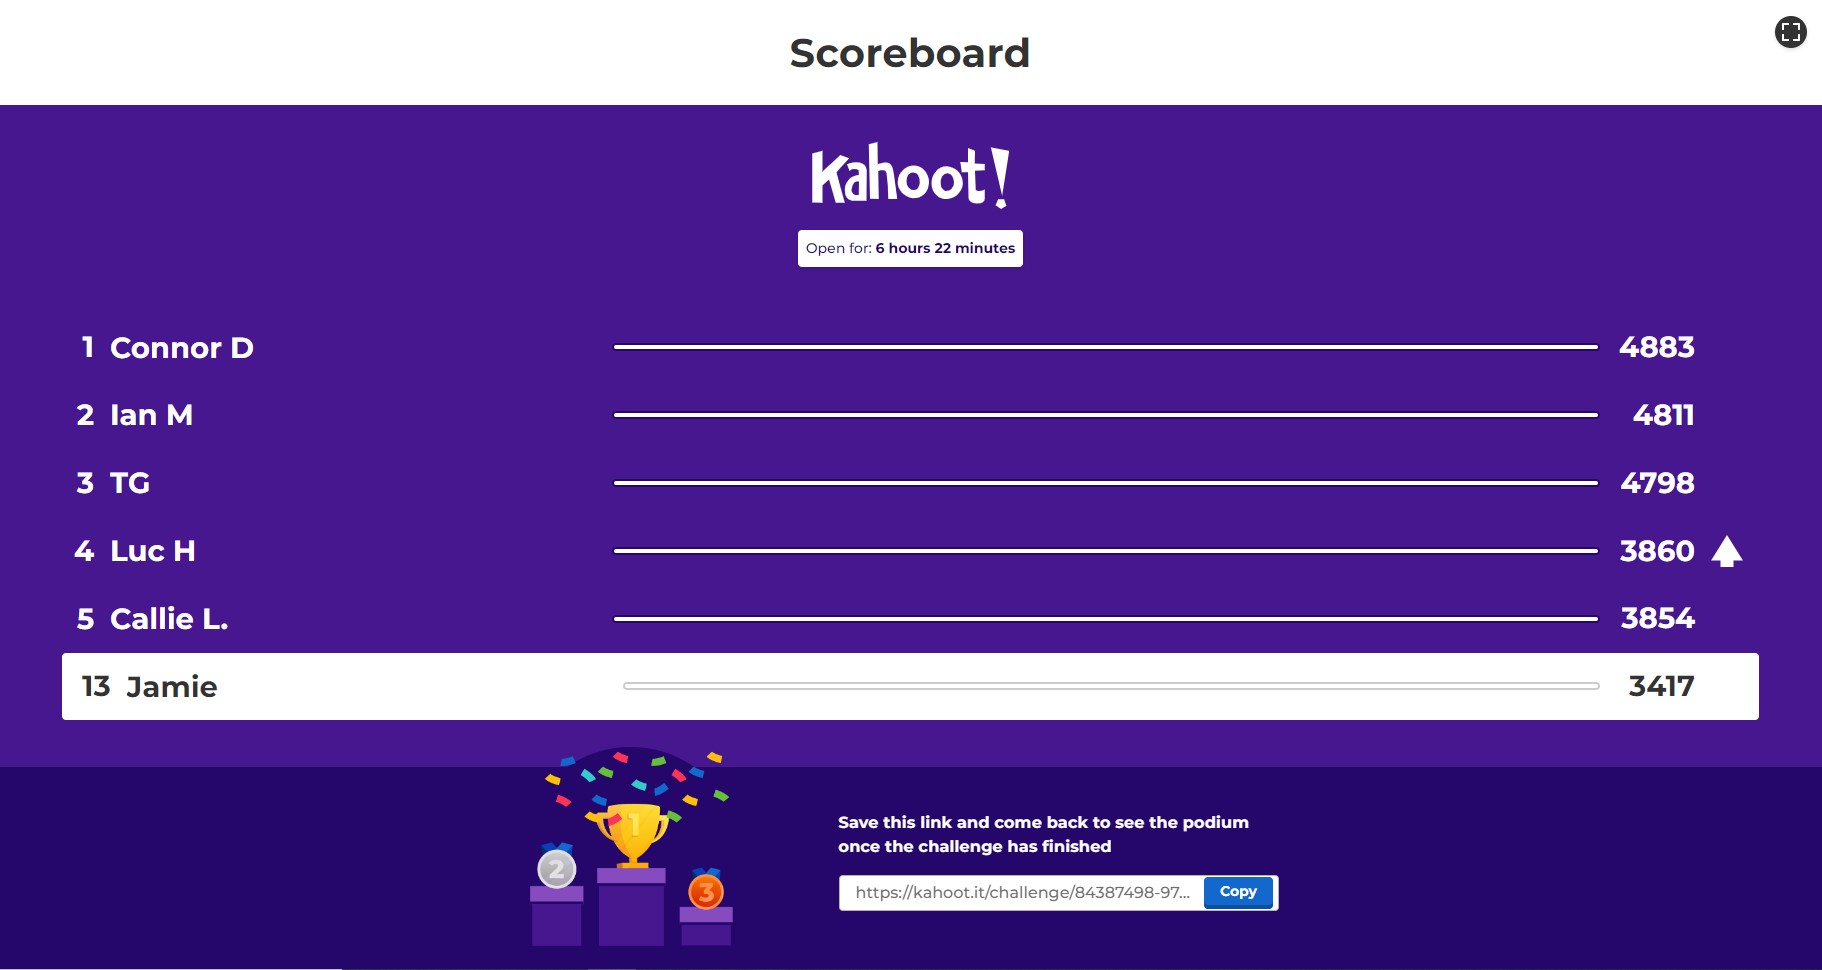 Scoreboard
Kahoot!
Open for: 6 hours 22 minutes
1 Connor D 4883
2 Ian M 4811
3 TG 4798
4 Luc H 3860
5 Callie L. 3854
13 Jamie 3417
1
2
3
Save this link and come back to see the podium
once the challenge has finished
https://kahoot.it/challenge/84387498-97... Copy